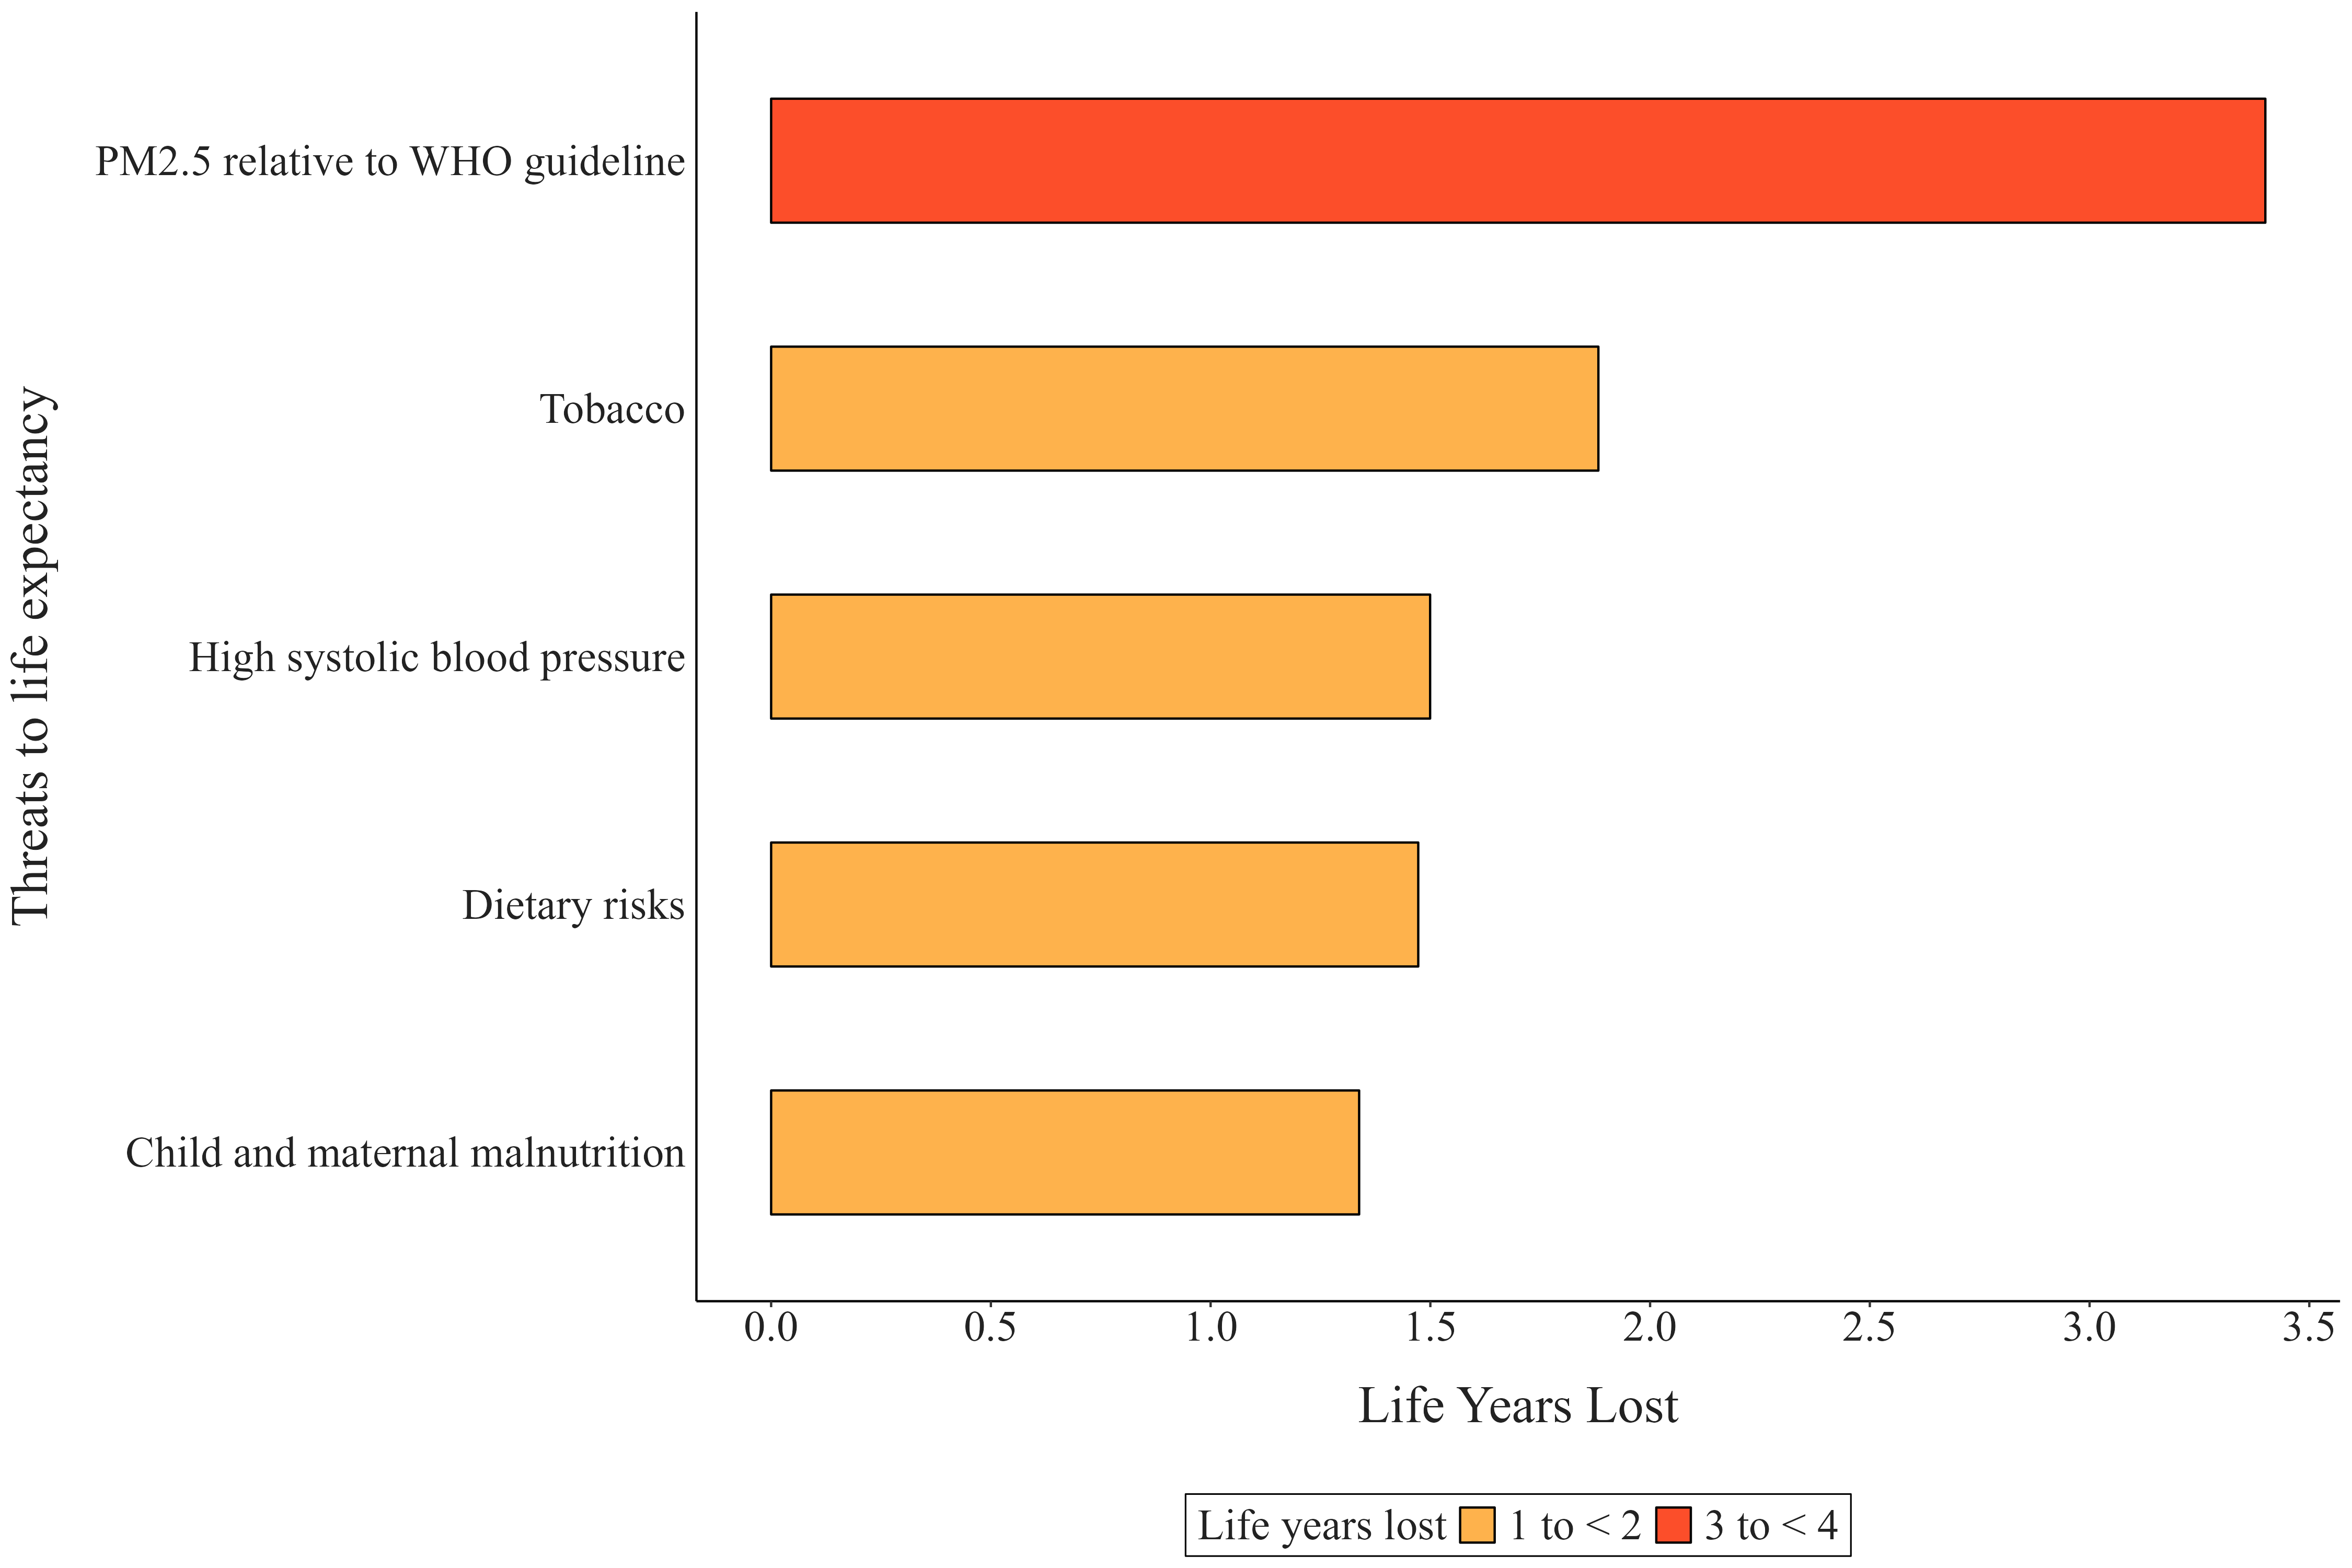 PM2.5 relative to WHO guideline
Tobacco
High systolic blood pressure
Dietary risks
Child and maternal malnutrition
Threats to life expectancy
0.0 0.5 1.0 1.5 2.0 2.5 3.0 3.5
Life Years Lost
Life years lost 1 to < 2 3 to < 4